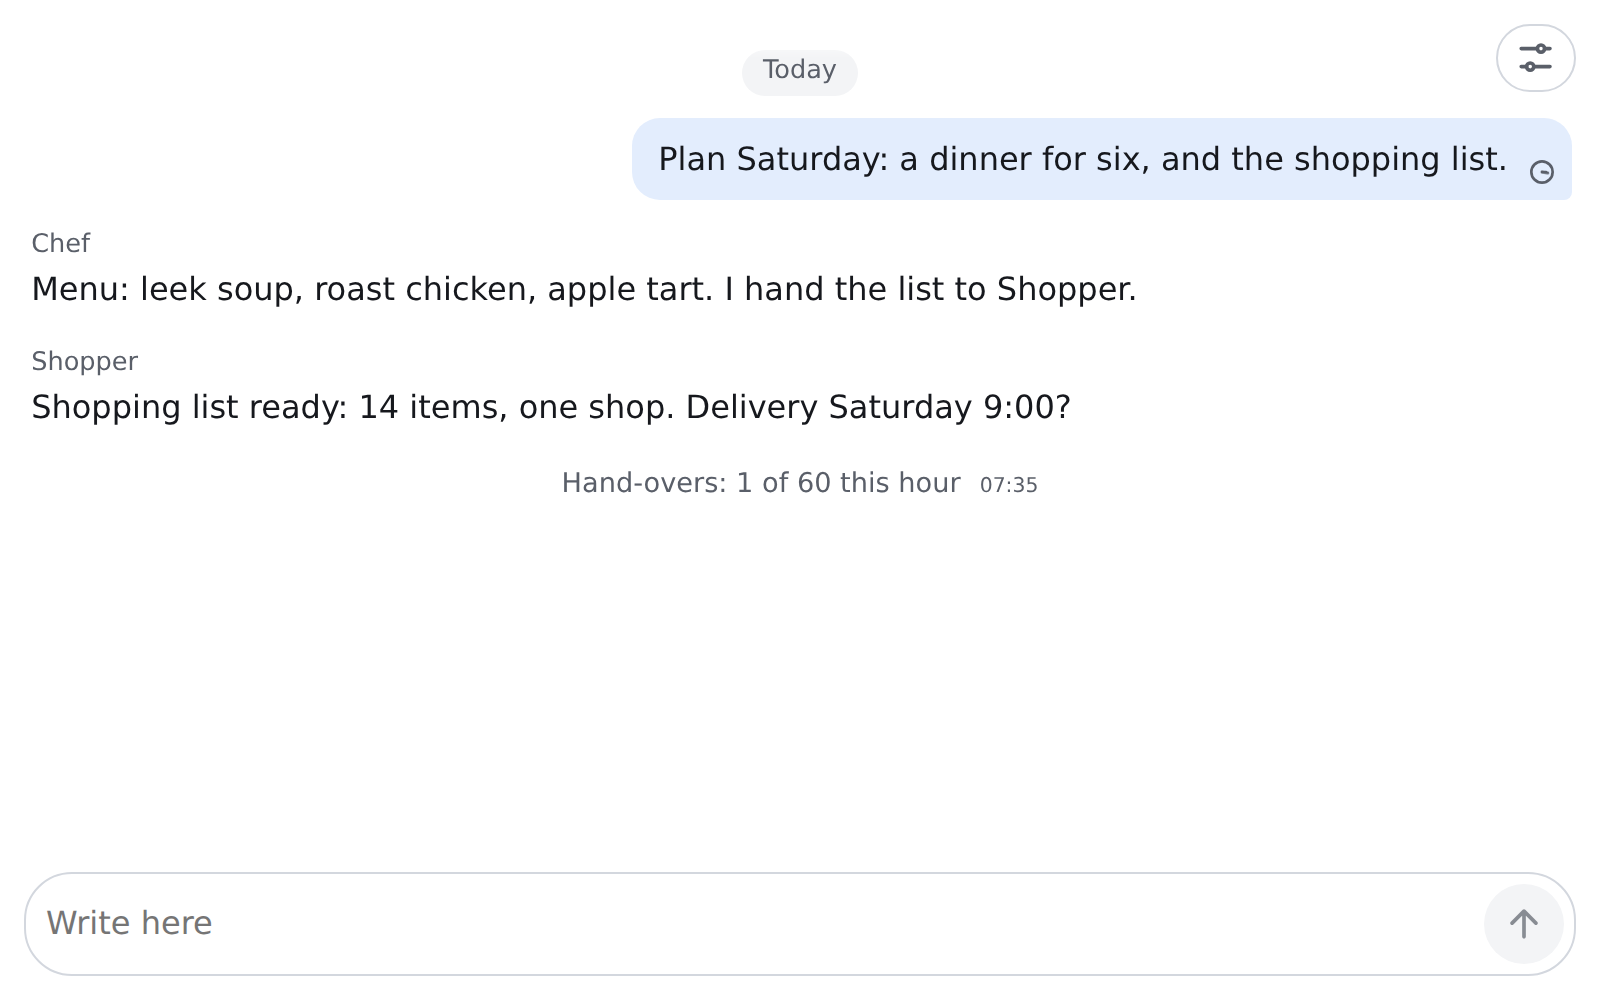 Today
Plan Saturday: a dinner for six, and the shopping list.
Chef
Menu: leek soup, roast chicken, apple tart. I hand the list to Shopper.
Shopper
Shopping list ready: 14 items, one shop. Delivery Saturday 9:00?
Hand-overs: 1 of 60 this hour 07:35
Write here